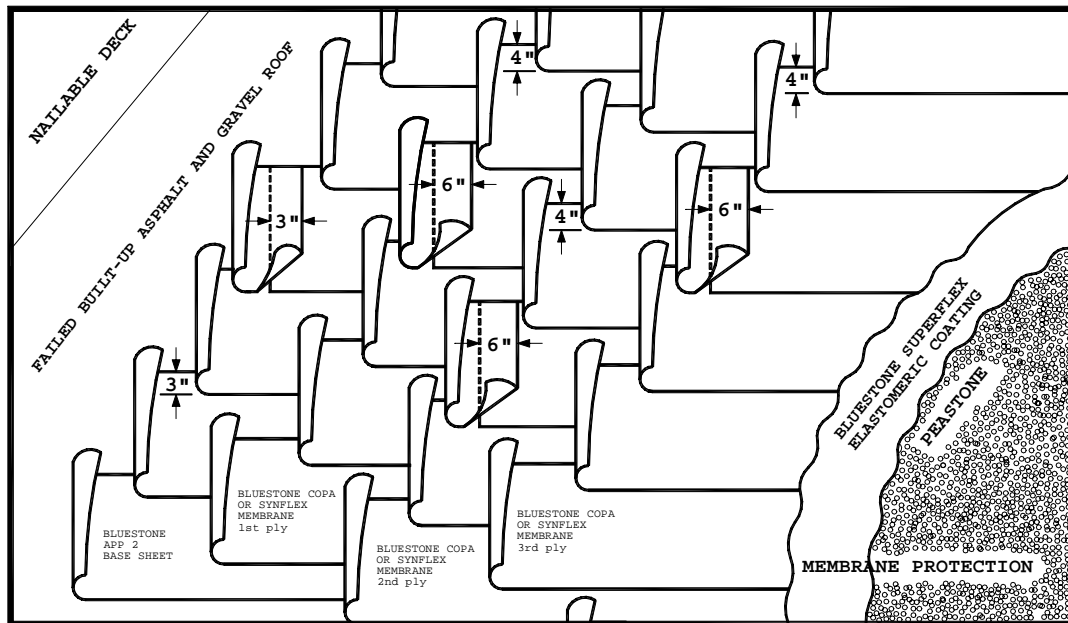 NAILABLE DECK
FAILED BUILT-UP ASPHALT AND GRAVEL ROOF
4"
4"
3"
6"
4"
6"
6"
3"
BLUESTONE SUPERFLEX
ELASTOMERIC COATING
PEASTONE
BLUESTONE
APP 2
BASE SHEET
BLUESTONE COPA
OR SYNFLEX
MEMBRANE
1st ply
BLUESTONE COPA
OR SYNFLEX
MEMBRANE
2nd ply
BLUESTONE COPA
OR SYNFLEX
MEMBRANE
3rd ply
MEMBRANE PROTECTION